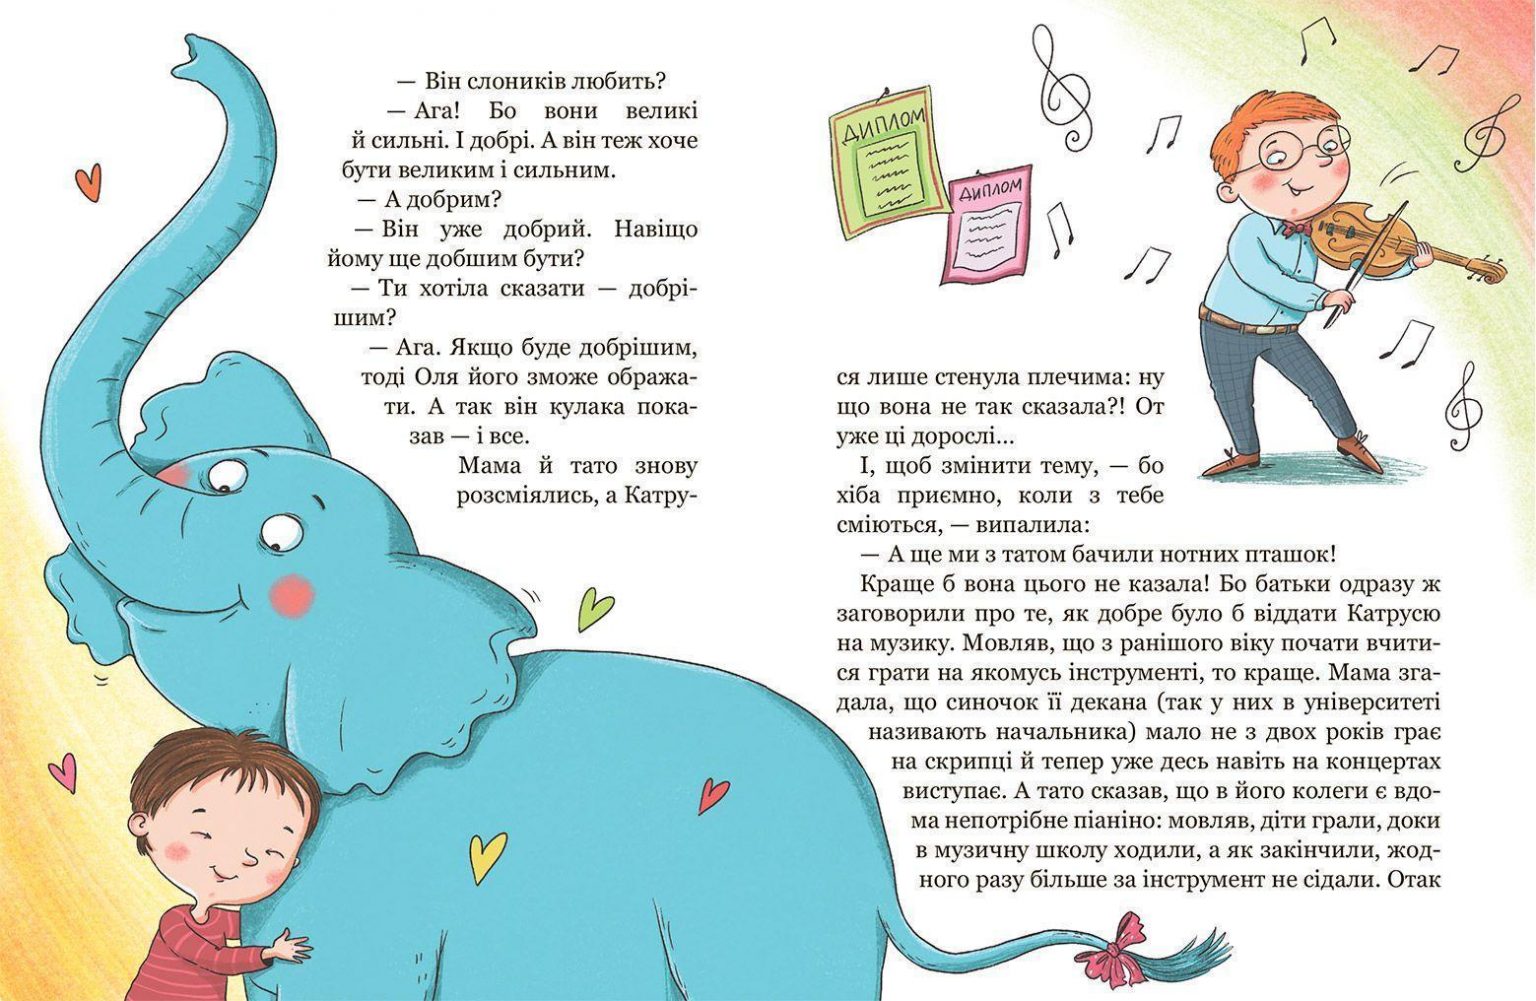 — Він слоників любить?
— Ага! Бо вони великі
й сильні. І добрі. А він теж хоче
бути великим і сильним.
— А добрим?
— Він уже добрий. Навіщо
йому ще добшим бути?
— Ти хотіла сказати — добрі-
шим?
— Ага. Якщо буде добрішим,
тоді Оля його зможе ображa-
ти. А так він кулака пока-
зав — і все.
Мама й тато знову
розсміялись, а Катру-
ДИПЛОМ
ДИПЛОМ
ся лише стенула плечима: ну
що вона не так сказала?! От
уже ці дорослі...
І, щоб змінити тему, — бо
хіба приємно, коли з тебе
сміються, — випалила:
— А ще ми з татом бачили нотних пташок!
Краще б вона цього не казала! Бо батьки одразу ж
заговорили про те, як добре було б віддати Катрусю
на музику. Мовляв, що з ранішого віку почати вчити-
ся грати на якомусь інструменті, то краще. Мама зга-
дала, що синочок її декана (так у них в університеті
називають начальника) мало не з двох років грає
на скрипці й тепер уже десь навіть на концертах
виступає. А тато сказав, що в його колеги є вдо-
ма непотрібне піаніно: мовляв, діти грали, доки
в музичну школу ходили, а як закінчили, жод-
ного разу більше за інструмент не сідали. Отак